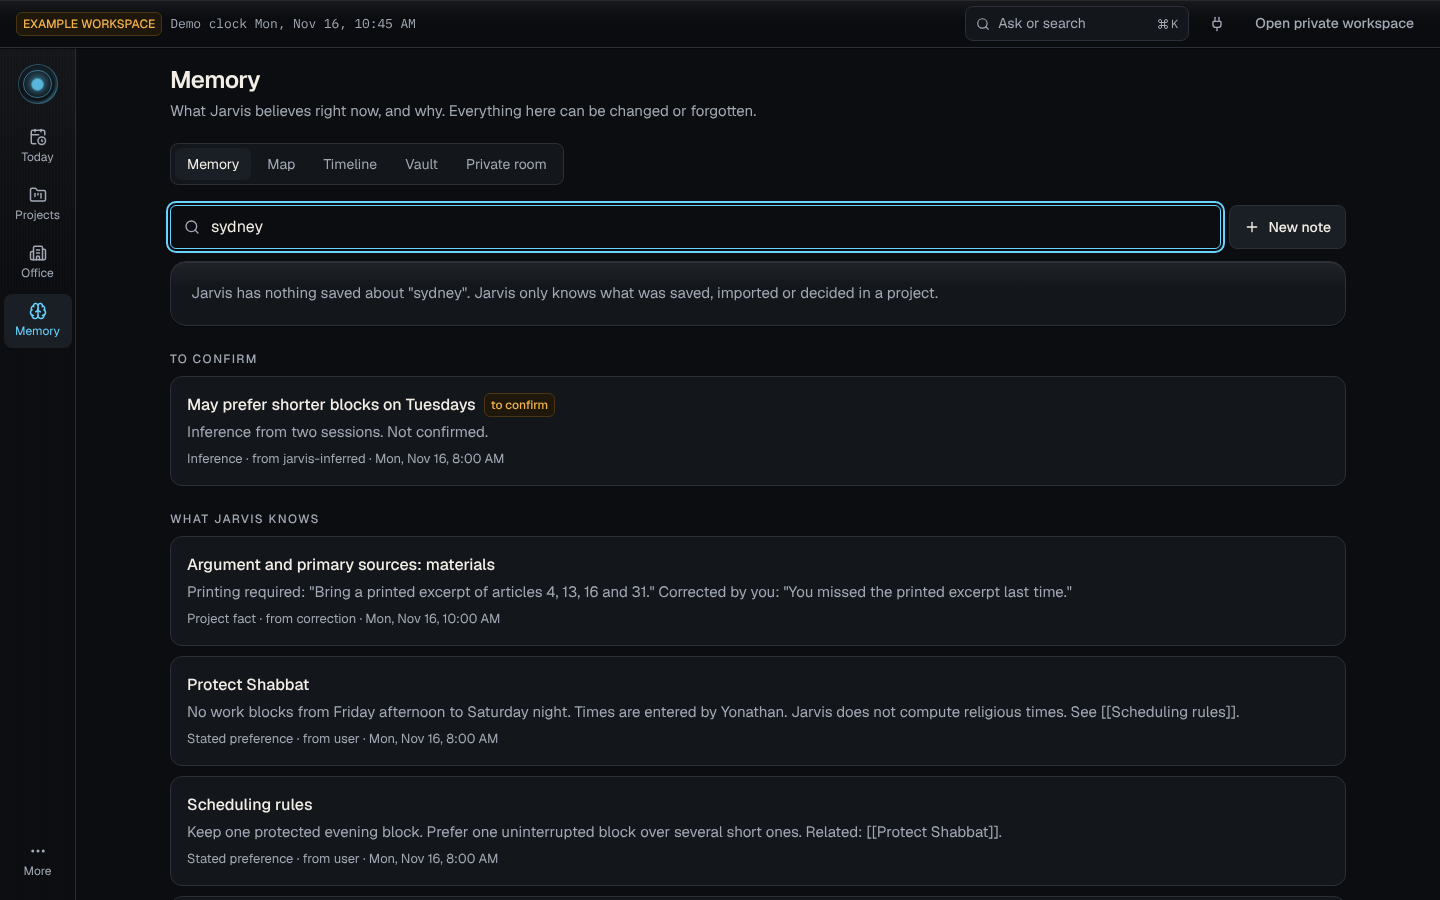 EXAMPLE WORKSPACE Demo clock Mon, Nov 16, 10:45 AM
Ask or search ⌘K
Open private workspace
Today
Projects
Office
Memory
More
Memory
What Jarvis believes right now, and why. Everything here can be changed or forgotten.
Memory Map Timeline Vault Private room
sydney
New note
Jarvis has nothing saved about "sydney". Jarvis only knows what was saved, imported or decided in a project.
TO CONFIRM
May prefer shorter blocks on Tuesdays to confirm
Inference from two sessions. Not confirmed.
Inference · from jarvis-inferred · Mon, Nov 16, 8:00 AM
WHAT JARVIS KNOWS
Argument and primary sources: materials
Printing required: "Bring a printed excerpt of articles 4, 13, 16 and 31." Corrected by you: "You missed the printed excerpt last time."
Project fact · from correction · Mon, Nov 16, 10:00 AM
Protect Shabbat
No work blocks from Friday afternoon to Saturday night. Times are entered by Yonathan. Jarvis does not compute religious times. See [[Scheduling rules]].
Stated preference · from user · Mon, Nov 16, 8:00 AM
Scheduling rules
Keep one protected evening block. Prefer one uninterrupted block over several short ones. Related: [[Protect Shabbat]].
Stated preference · from user · Mon, Nov 16, 8:00 AM